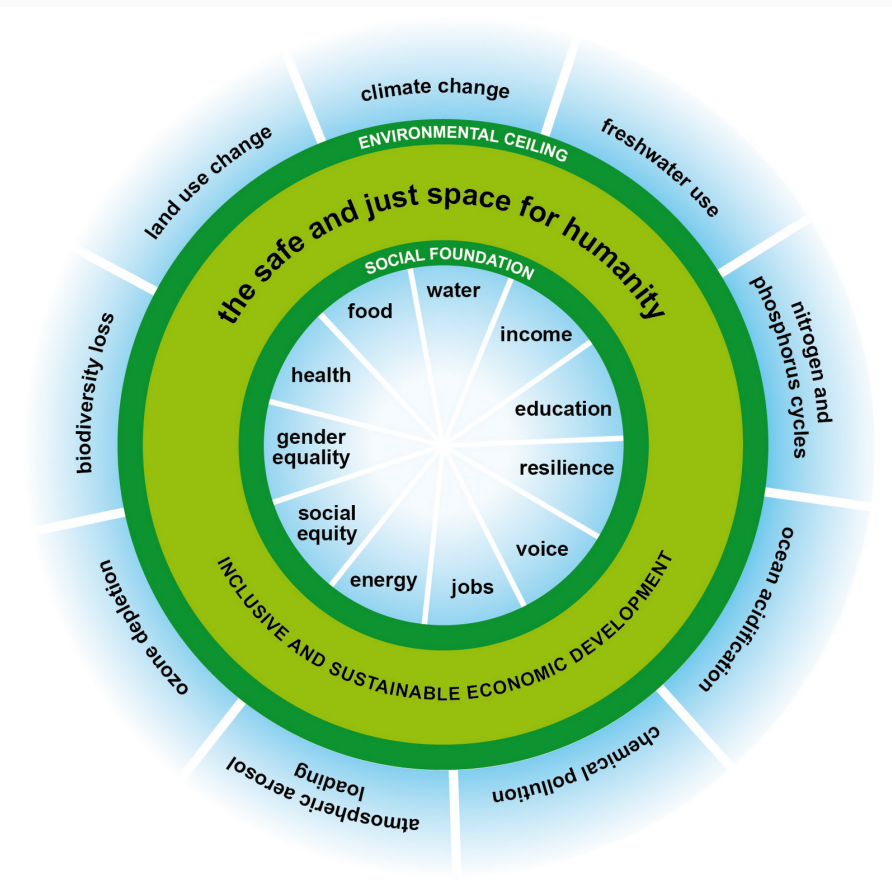 climate change
freshwater use
nitrogen and
phosphorus cycles
ocean acidification
chemical pollution
atmospheric aerosol
loading
ozone depletion
biodiversity loss
land use change
ENVIRONMENTAL CEILING
the safe and just space for humanity
SOCIAL FOUNDATION
water
income
education
resilience
voice
jobs
energy
social
equity
gender
equality
health
food
INCLUSIVE AND SUSTAINABLE ECONOMIC DEVELOPMENT